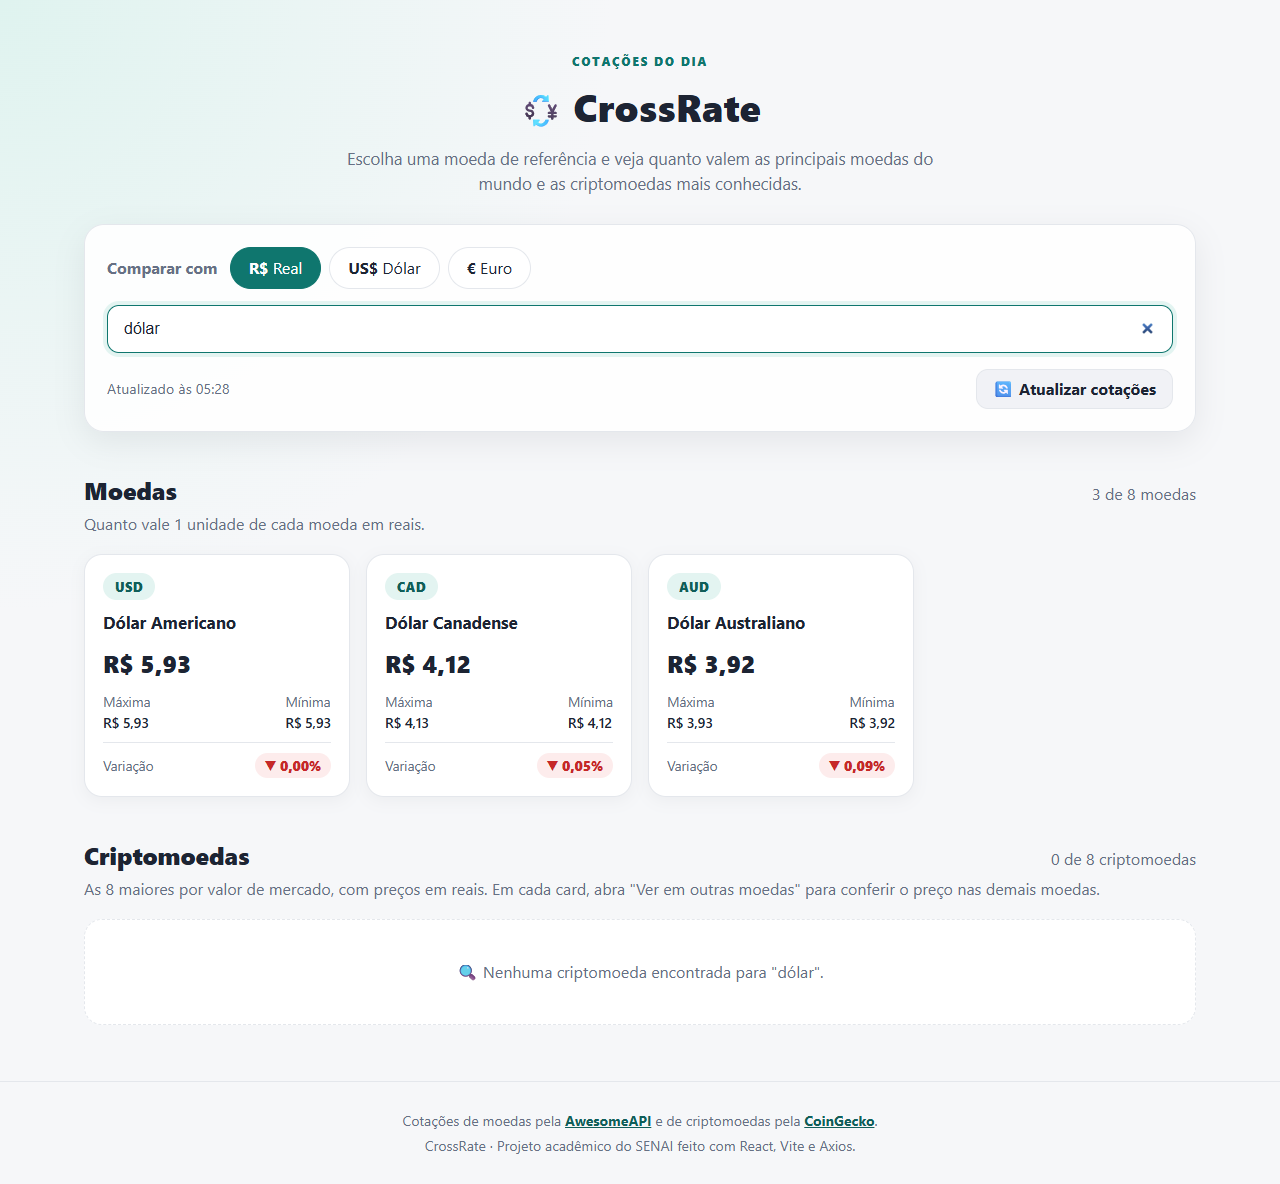 COTAÇÕES DO DIA
CrossRate
Escolha uma moeda de referência e veja quanto valem as principais moedas do
mundo e as criptomoedas mais conhecidas.
Comparar com R$ Real US$ Dólar € Euro
dólar
Atualizado às 05:28 Atualizar cotações
Moedas 3 de 8 moedas
Quanto vale 1 unidade de cada moeda em reais.
USD
Dólar Americano
R$ 5,93
Máxima Mínima
R$ 5,93 R$ 5,93
Variação ▼ 0,00%
CAD
Dólar Canadense
R$ 4,12
Máxima Mínima
R$ 4,13 R$ 4,12
Variação ▼ 0,05%
AUD
Dólar Australiano
R$ 3,92
Máxima Mínima
R$ 3,93 R$ 3,92
Variação ▼ 0,09%
Criptomoedas 0 de 8 criptomoedas
As 8 maiores por valor de mercado, com preços em reais. Em cada card, abra "Ver em outras moedas" para conferir o preço nas demais moedas.
Nenhuma criptomoeda encontrada para "dólar".
Cotações de moedas pela AwesomeAPI e de criptomoedas pela CoinGecko.
CrossRate · Projeto acadêmico do SENAI feito com React, Vite e Axios.